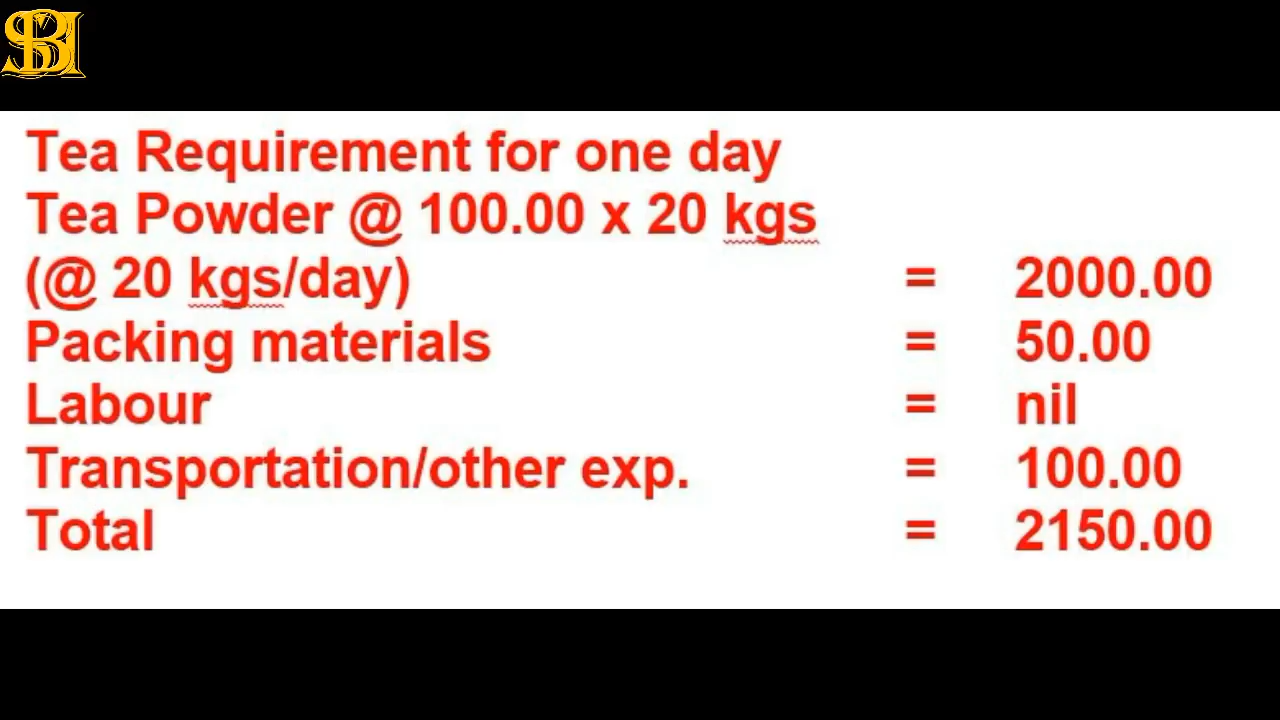 SBI
Tea Requirement for one day
Tea Powder @ 100.00 x 20 kgs
(@ 20 kgs/day) = 2000.00
Packing materials = 50.00
Labour = nil
Transportation/other exp. = 100.00
Total = 2150.00